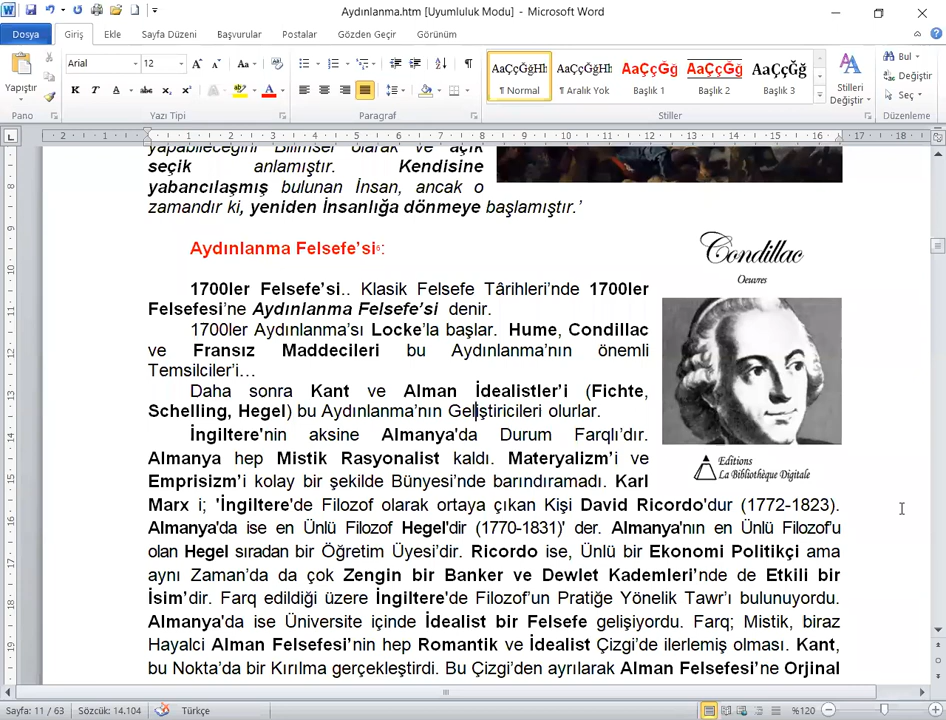 Aydınlanma.htm [Uyumluluk Modu] - Microsoft Word
Dosya Giriş Ekle Sayfa Düzeni Başvurular Postalar Gözden Geçir Görünüm
Yapıştır
Arial 12
AaÇçĞğHh AaÇçĞğHh AaÇçĞğ AaÇçĞğ AaÇçĞğ
¶ Normal ¶ Aralık Yok Başlık 1 Başlık 2 Başlık 3
Stilleri Değiştir
Bul
Değiştir
Seç
Pano Yazı Tipi Paragraf Stiller Düzenleme
yapabileceğini Bilimsel olarak ve açık
seçik anlamıştır. Kendisine
yabancılaşmış bulunan İnsan, ancak o
zamandır ki, yeniden İnsanlığa dönmeye başlamıştır.’
Aydınlanma Felsefe’si:
Condillac
Oeuvres
1700ler Felsefe’si.. Klasik Felsefe Târihleri’nde 1700ler
Felsefesi’ne Aydınlanma Felsefe’si denir.
1700ler Aydınlanma’sı Locke’la başlar. Hume, Condillac
ve Fransız Maddecileri bu Aydınlanma’nın önemli
Temsilciler’i…
Daha sonra Kant ve Alman İdealistler’i (Fichte,
Schelling, Hegel) bu Aydınlanma’nın Geliştiricileri olurlar.
İngiltere'nin aksine Almanya'da Durum Farqlı’dır.
Almanya hep Mistik Rasyonalist kaldı. Materyalizm’i ve
Emprisizm’i kolay bir şekilde Bünyesi’nde barındıramadı. Karl
Editions
La Bibliothèque Digitale
Marx i; 'İngiltere'de Filozof olarak ortaya çıkan Kişi David Ricordo'dur (1772-1823).
Almanya'da ise en Ünlü Filozof Hegel'dir (1770-1831)' der. Almanya'nın en Ünlü Filozof'u
olan Hegel sıradan bir Öğretim Üyesi’dir. Ricordo ise, Ünlü bir Ekonomi Politikçi ama
aynı Zaman’da da çok Zengin bir Banker ve Dewlet Kademleri’nde de Etkili bir
İsim’dir. Farq edildiği üzere İngiltere'de Filozof’un Pratiğe Yönelik Tawr’ı bulunuyordu.
Almanya'da ise Üniversite içinde İdealist bir Felsefe gelişiyordu. Farq; Mistik, biraz
Hayalci Alman Felsefesi’nin hep Romantik ve İdealist Çizgi’de ilerlemiş olması. Kant,
bu Nokta’da bir Kırılma gerçekleştirdi. Bu Çizgi’den ayrılarak Alman Felsefesi’ne Orjinal
Sayfa: 11 / 63 Sözcük: 14.104 Türkçe %120